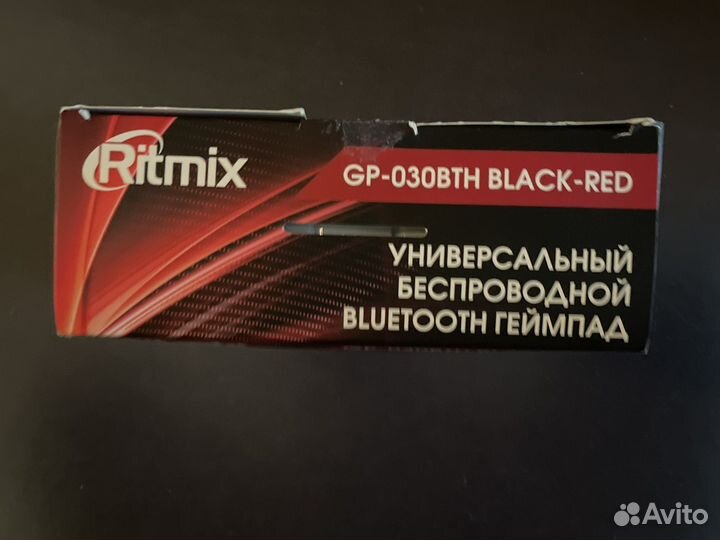 Ritmix
GP-030BTH BLACK-RED
УНИВЕРСАЛЬНЫЙ
БЕСПРОВОДНОЙ
BLUETOOTH ГЕЙМПАД
Avito